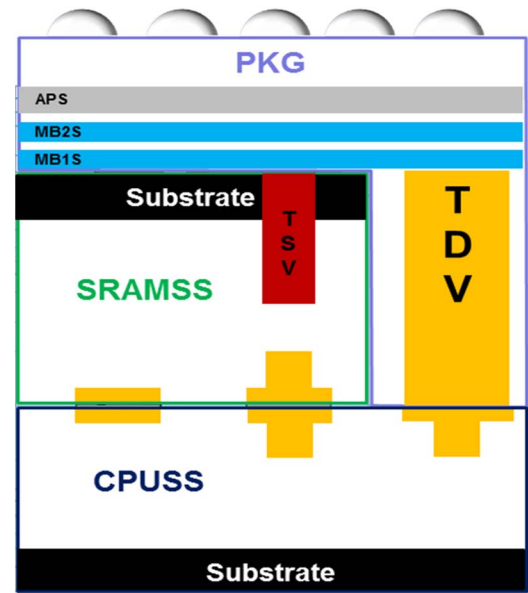 PKG
APS
MB2S
MB1S
Substrate
TSV
TDV
SRAMSS
CPUSS
Substrate